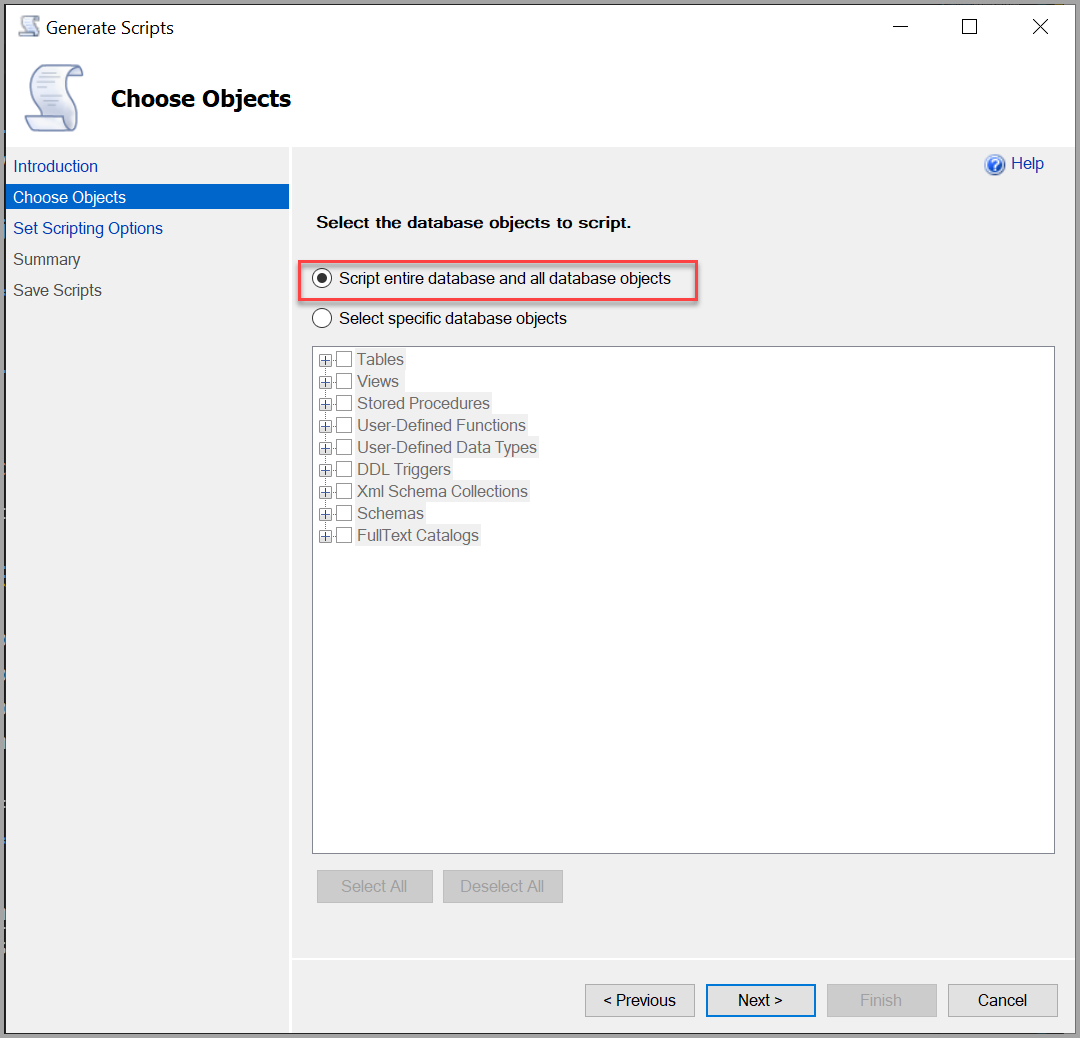 Generate Scripts
Choose Objects
Introduction
Choose Objects
Set Scripting Options
Summary
Save Scripts
Help
Select the database objects to script.
Script entire database and all database objects
Select specific database objects
Tables
Views
Stored Procedures
User-Defined Functions
User-Defined Data Types
DDL Triggers
Xml Schema Collections
Schemas
FullText Catalogs
Select All
Deselect All
< Previous
Next >
Finish
Cancel